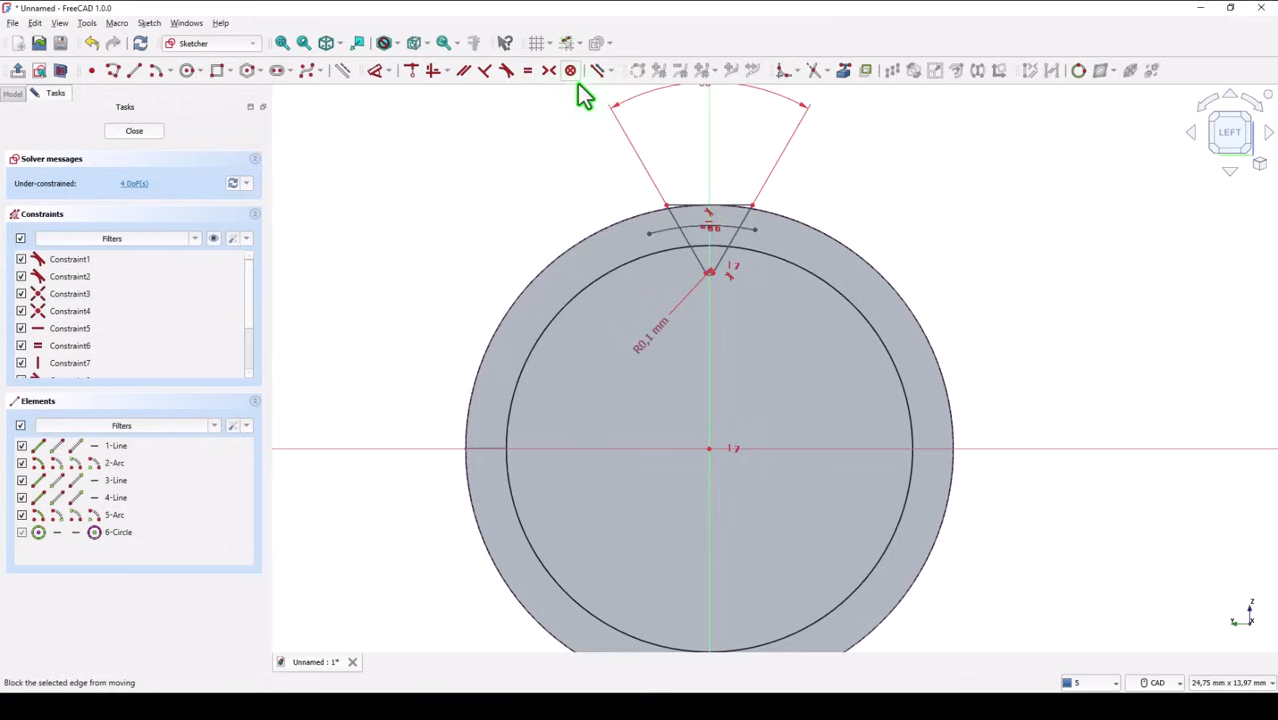 * Unnamed - FreeCAD 1.0.0
File Edit View Tools Macro Sketch Windows Help
Sketcher
Model Tasks
Tasks
Close
Solver messages
Under-constrained: 4 DoF(s)
Constraints
Filters
Constraint1
Constraint2
Constraint3
Constraint4
Constraint5
Constraint6
Constraint7
Elements
Filters
1-Line
2-Arc
3-Line
4-Line
5-Arc
6-Circle
R0,1 mm
LEFT
Z
Y
X
Unnamed : 1*
Block the selected edge from moving
5 CAD 24,75 mm x 13,97 mm